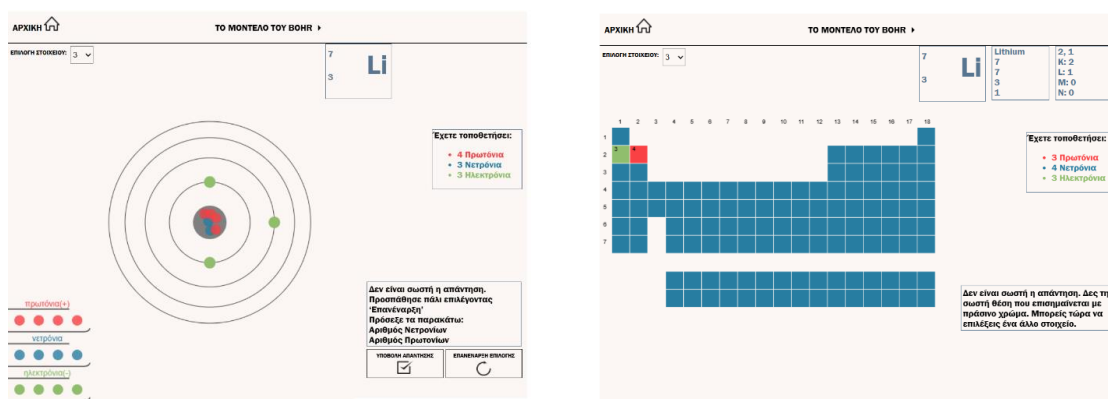 ΑΡΧΙΚΗ
ΤΟ ΜΟΝΤΕΛΟ ΤΟΥ BOHR
ΕΠΙΛΟΓΗ ΣΤΟΙΧΕΙΟΥ: 3
7
3
Li
Έχετε τοποθετήσει:
• 4 Πρωτόνια
• 3 Νετρόνια
• 3 Ηλεκτρόνια
πρωτόνια(+)
νετρόνια
ηλεκτρόνια(-)
Δεν είναι σωστή η απάντηση.
Προσπάθησε πάλι επιλέγοντας
'Επανέναρξη'
Πρόσεξε τα παρακάτω:
Αριθμός Νετρονίων
Αριθμός Πρωτονίων
ΥΠΟΒΟΛΗ ΑΠΑΝΤΗΣΗΣ
ΕΠΑΝΕΝΑΡΞΗ ΕΠΙΛΟΓΗΣ
ΑΡΧΙΚΗ
ΤΟ ΜΟΝΤΕΛΟ ΤΟΥ BOHR
ΕΠΙΛΟΓΗ ΣΤΟΙΧΕΙΟΥ: 3
7
3
Li
Lithium
7
7
3
1
2, 1
K: 2
L: 1
M: 0
N: 0
1 2 3 4 5 6 7 8 9 10 11 12 13 14 15 16 17 18
1
2
3
4
5
6
7
3 4
Έχετε τοποθετήσει:
• 3 Πρωτόνια
• 4 Νετρόνια
• 3 Ηλεκτρόνια
Δεν είναι σωστή η απάντηση. Δες τη
σωστή θέση που επισημαίνεται με
πράσινο χρώμα. Μπορείς τώρα να
επιλέξεις ένα άλλο στοιχείο.